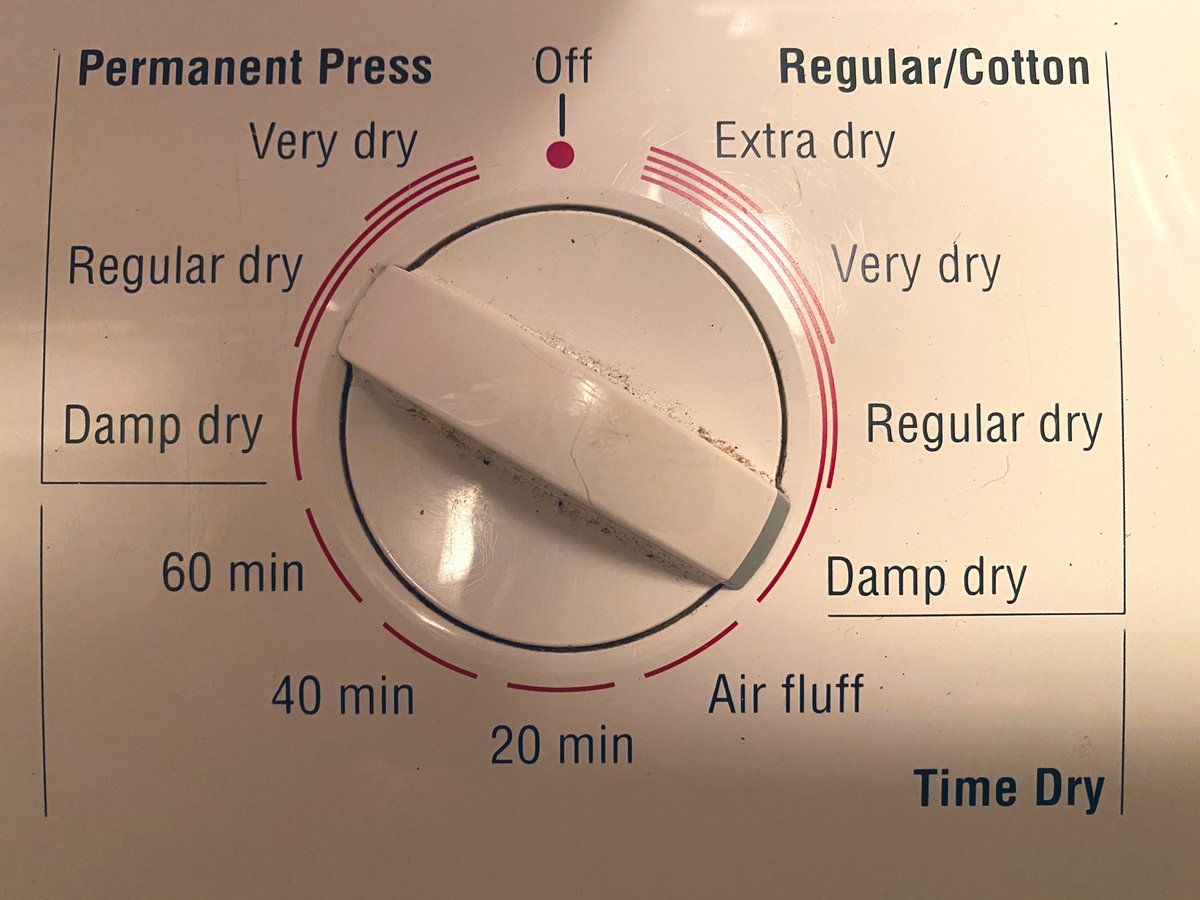 Permanent Press
Off
Regular/Cotton
Very dry
Extra dry
Regular dry
Very dry
Damp dry
Regular dry
60 min
Damp dry
40 min
Air fluff
20 min
Time Dry